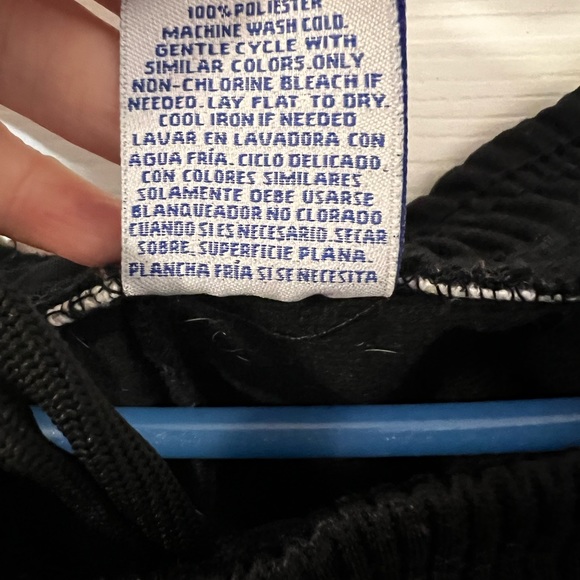 100% POLIESTER
MACHINE WASH COLD.
GENTLE CYCLE WITH
SIMILAR COLORS.ONLY
NON-CHLORINE BLEACH IF
NEEDED. LAY FLAT TO DRY.
COOL IRON IF NEEDED
LAVAR EN LAVADORA CON
AGUA FRÍA. CICLO DELICADO
CON COLORES SIMILARES
SOLAMENTE DEBE USARSE
BLANQUEADOR NO CLORADO
CUANDO SI ES NECESARIO SECAR
SOBRE. SUPERFICIE PLANA.
PLANCHA FRÍA SI SE NECESITA